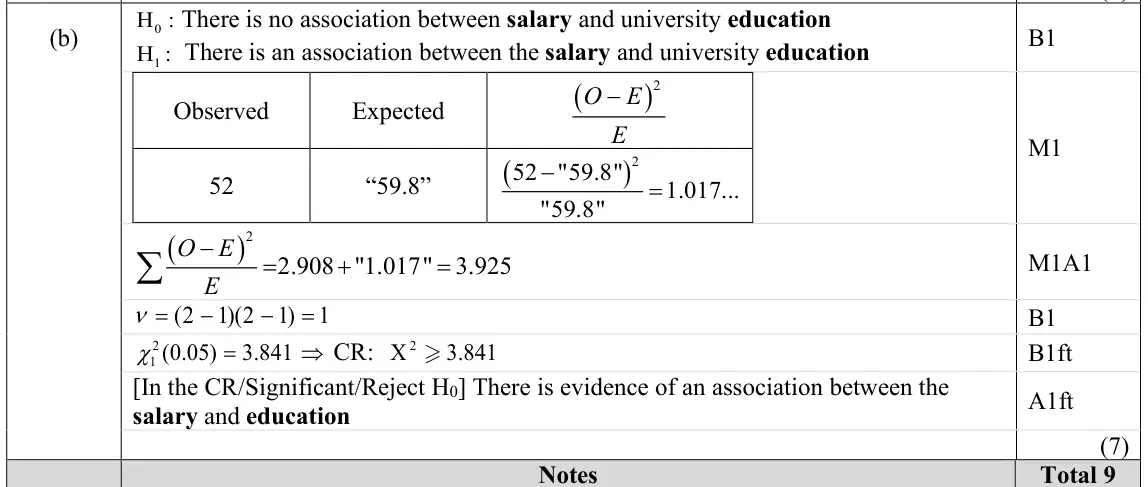 (b)
H₀ : There is no association between salary and university education
H₁ : There is an association between the salary and university education
B1
Observed Expected (O − E)² / E
52 “59.8” (52 − "59.8")² / "59.8" = 1.017...
M1
∑ (O − E)² / E =2.908 + "1.017" = 3.925
M1A1
ν = (2 − 1)(2 − 1) = 1
B1
χ₁²(0.05) = 3.841 ⇒ CR: X² ⩾ 3.841
B1ft
[In the CR/Significant/Reject H₀] There is evidence of an association between the
salary and education
A1ft
(7)
Notes Total 9